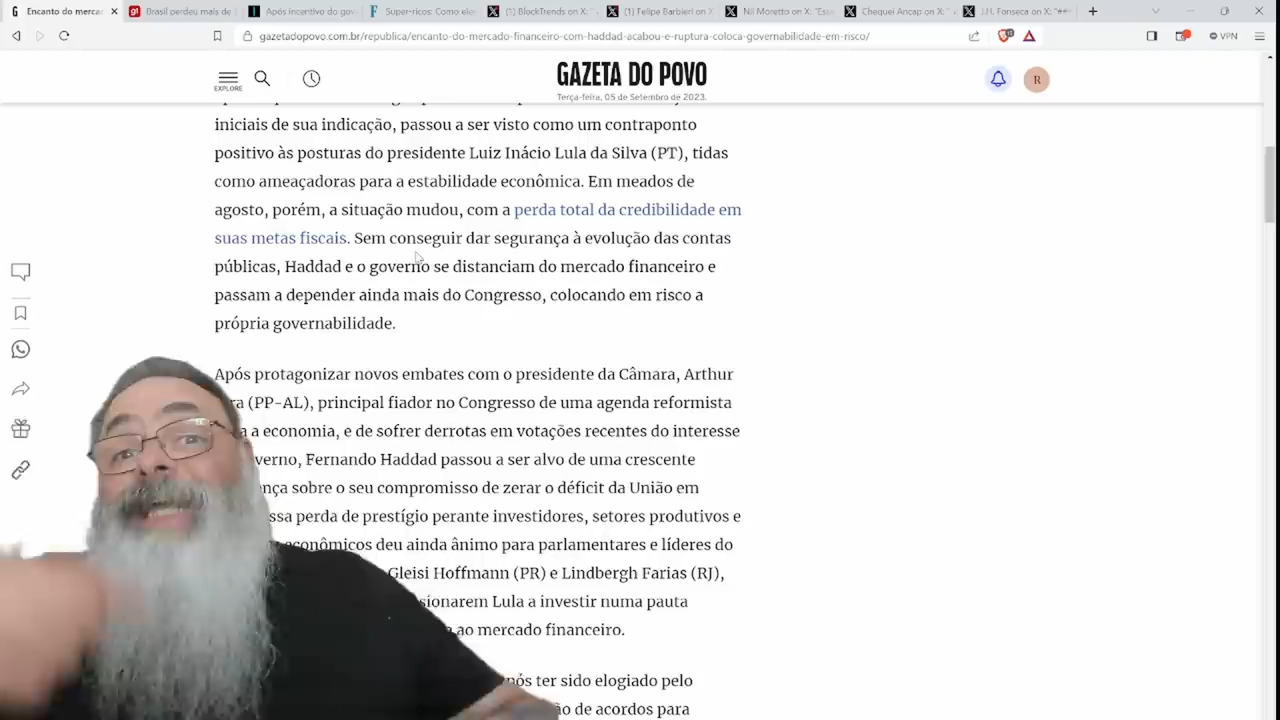 Encanto do merca
Brasil perdeu mais de
Após incentivo do gov
Super-ricos: Como ele
(1) BlockTrends on X: "
(1) Felipe Barbieri on X
Nil Moretto on X: "Esse
Chequei Ancap on X: "
J.H. Fonseca on X: "##
gazetadopovo.com.br/republica/encanto-do-mercado-financeiro-com-haddad-acabou-e-ruptura-coloca-governabilidade-em-risco/
VPN
EXPLORE
GAZETA DO POVO
Terça-feira, 05 de Setembro de 2023.
R
iniciais de sua indicação, passou a ser visto como um contraponto
positivo às posturas do presidente Luiz Inácio Lula da Silva (PT), tidas
como ameaçadoras para a estabilidade econômica. Em meados de
agosto, porém, a situação mudou, com a perda total da credibilidade em
suas metas fiscais. Sem conseguir dar segurança à evolução das contas
públicas, Haddad e o governo se distanciam do mercado financeiro e
passam a depender ainda mais do Congresso, colocando em risco a
própria governabilidade.
Após protagonizar novos embates com o presidente da Câmara, Arthur
ra (PP-AL), principal fiador no Congresso de uma agenda reformista
a a economia, e de sofrer derrotas em votações recentes do interesse
verno, Fernando Haddad passou a ser alvo de uma crescente
ença sobre o seu compromisso de zerar o déficit da União em
ssa perda de prestígio perante investidores, setores produtivos e
econômicos deu ainda ânimo para parlamentares e líderes do
Gleisi Hoffmann (PR) e Lindbergh Farias (RJ),
sionarem Lula a investir numa pauta
a ao mercado financeiro.
pós ter sido elogiado pelo
ão de acordos para